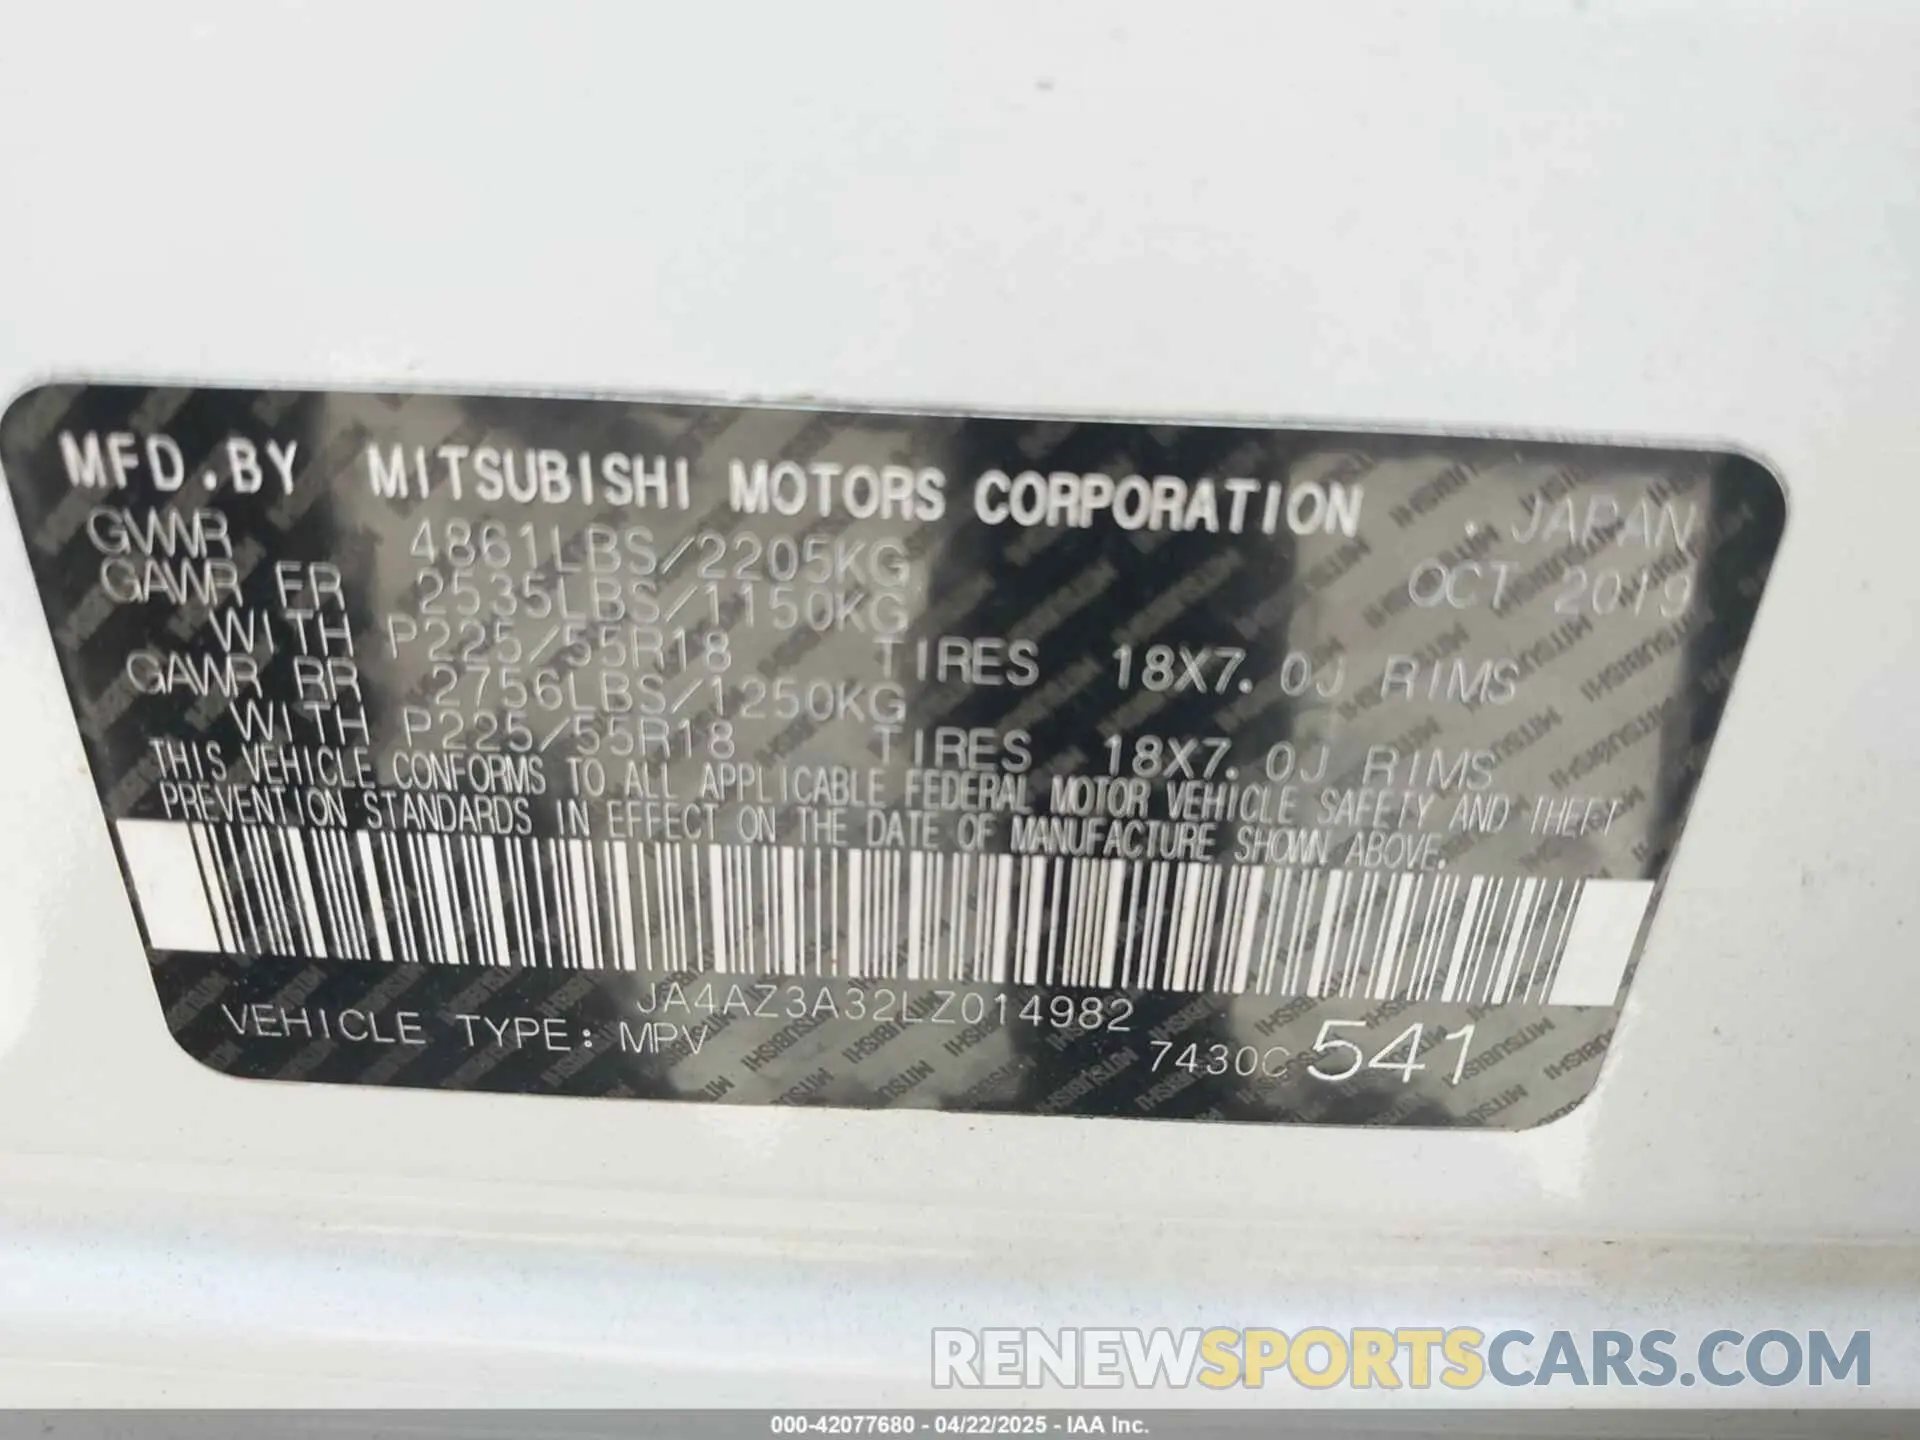 MFD.BY MITSUBISHI MOTORS CORPORATION . JAPAN
GVWR 4861LBS/2205KG OCT 2019
GAWR FR 2535LBS/1150KG
WITH P225/55R18 TIRES 18X7.0J RIMS
GAWR RR 2756LBS/1250KG
WITH P225/55R18 TIRES 18X7.0J RIMS
THIS VEHICLE CONFORMS TO ALL APPLICABLE FEDERAL MOTOR VEHICLE SAFETY AND THEFT
PREVENTION STANDARDS IN EFFECT ON THE DATE OF MANUFACTURE SHOWN ABOVE.
JA4AZ3A32LZ014982
VEHICLE TYPE: MPV 7430C 541
RENEWSPORTSCARS.COM
000-42077680 - 04/22/2025 - IAA Inc.